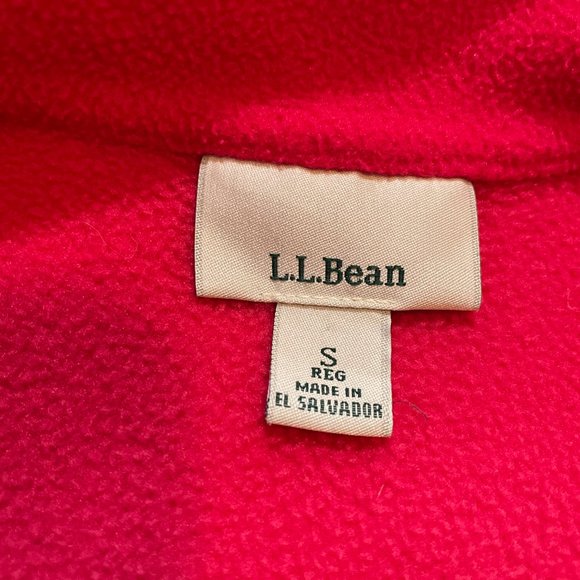 L.L.Bean
S
REG
MADE IN
EL SALVADOR